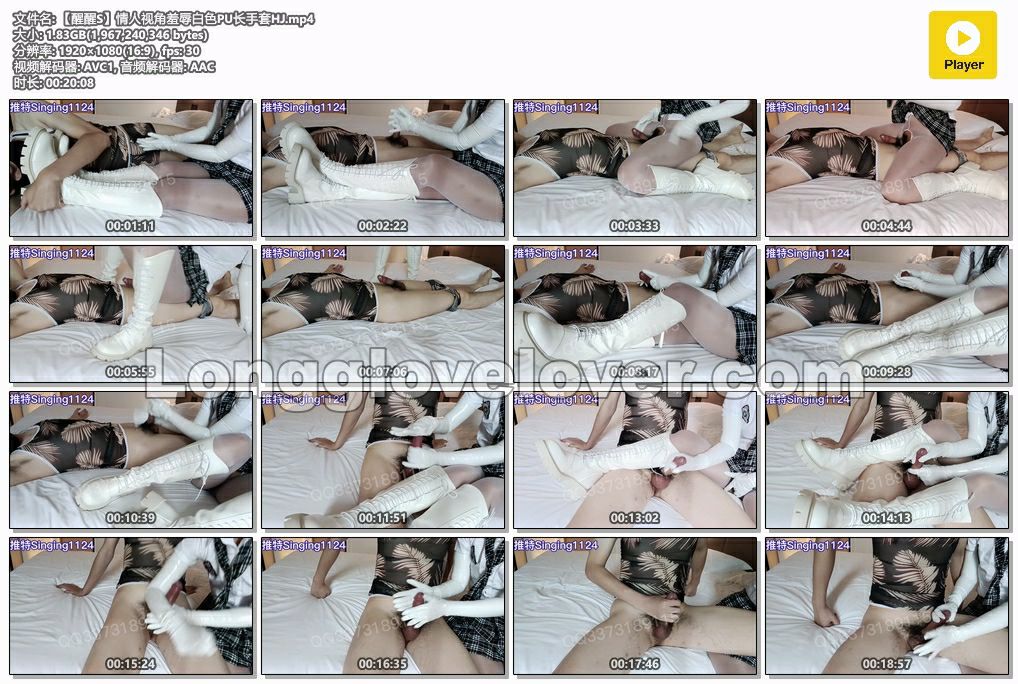 文件名: 【醒醒S】情人视角羞辱白色PU长手套HJ.mp4
大小: 1.83GB(1,967,240,346 bytes)
分辨率: 1920×1080(16:9), fps: 30
视频解码器: AVC1, 音频解码器: AAC
时长: 00:20:08
Player
推特Singing1124
推特Singing1124
推特Singing1124
推特Singing1124
00:01:11
00:02:22
00:03:33
00:04:44
推特Singing1124
推特Singing1124
推特Singing1124
推特Singing1124
00:05:55
00:07:06
00:08:17
00:09:28
Longglovelover.com
推特Singing1124
推特Singing1124
推特Singing1124
推特Singing1124
00:10:39
00:11:51
00:13:02
00:14:13
推特Singing1124
推特Singing1124
推特Singing1124
推特Singing1124
00:15:24
00:16:35
00:17:46
00:18:57